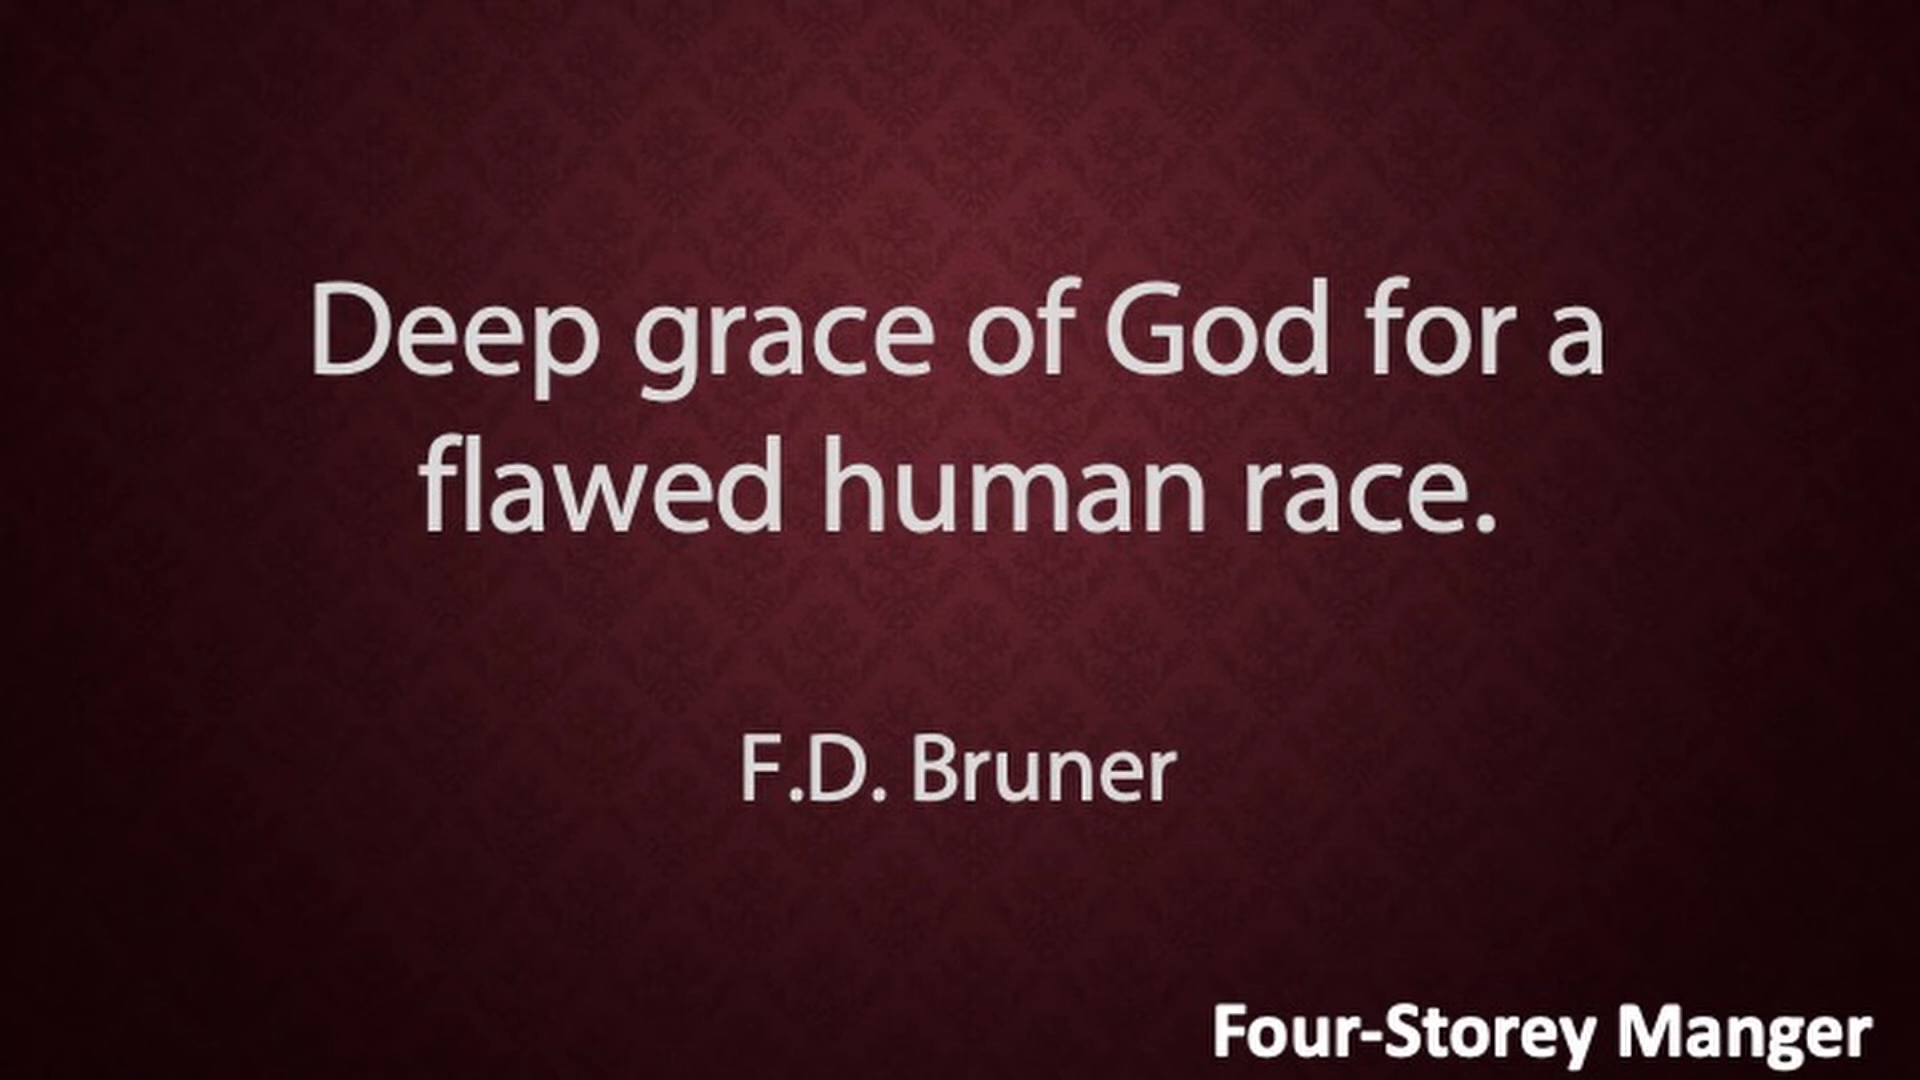 Deep grace of God for a
flawed human race.
F.D. Bruner
Four-Storey Manger